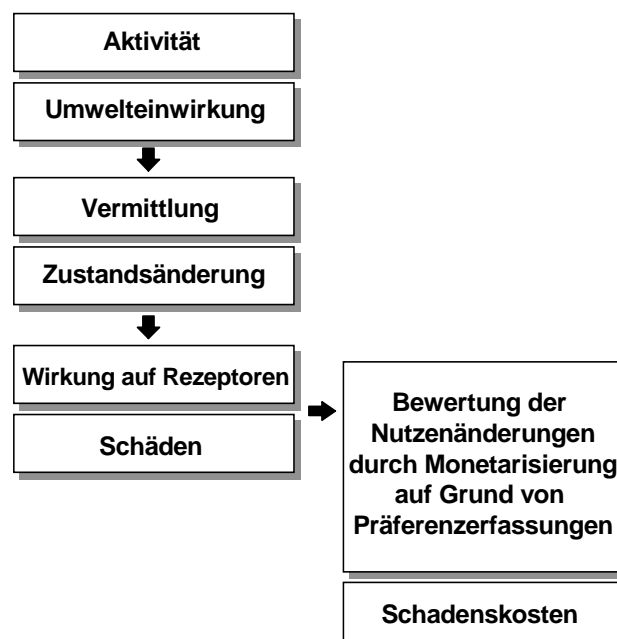 Aktivität
Umwelteinwirkung
Vermittlung
Zustandsänderung
Wirkung auf Rezeptoren
Schäden
Bewertung der
Nutzenänderungen
durch Monetarisierung
auf Grund von
Präferenzerfassungen
Schadenskosten